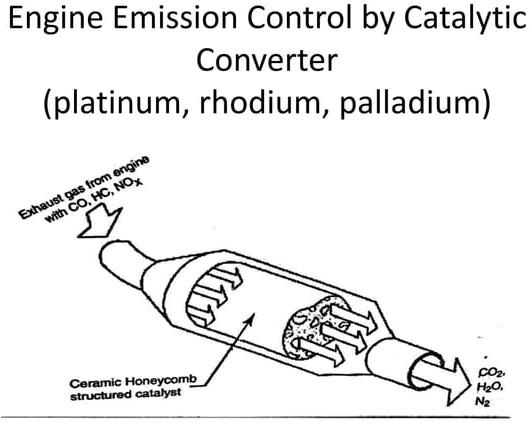 Engine Emission Control by Catalytic
Converter
(platinum, rhodium, palladium)
Exhaust gas from engine
with CO, HC, NOx
Ceramic Honeycomb
structured catalyst
CO2,
H2O,
N2